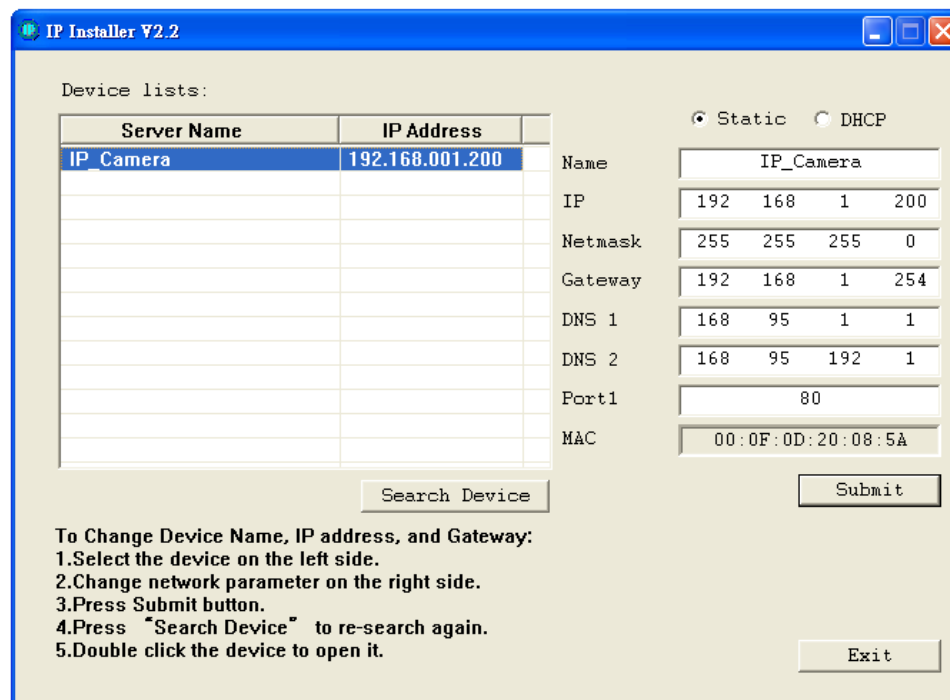 IP Installer V2.2
Device lists:
Server Name IP Address
IP_Camera 192.168.001.200
Static DHCP
Name IP_Camera
IP 192 168 1 200
Netmask 255 255 255 0
Gateway 192 168 1 254
DNS 1 168 95 1 1
DNS 2 168 95 192 1
Port1 80
MAC 00:0F:0D:20:08:5A
Search Device
Submit
To Change Device Name, IP address, and Gateway:
1.Select the device on the left side.
2.Change network parameter on the right side.
3.Press Submit button.
4.Press “Search Device” to re-search again.
5.Double click the device to open it.
Exit